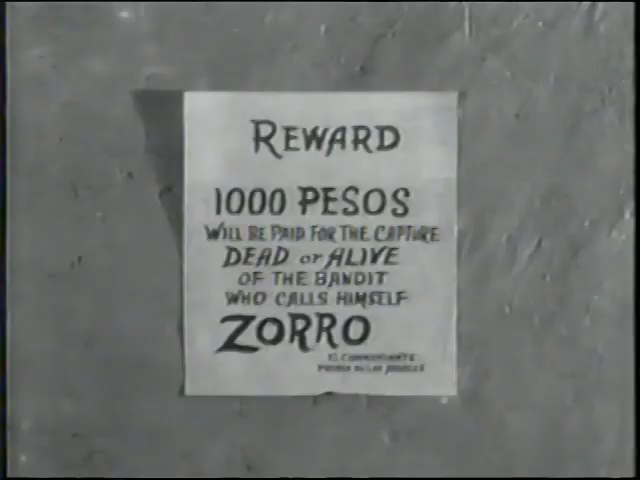 REWARD
1000 PESOS
WILL BE PAID FOR THE CAPTURE
DEAD or ALIVE
OF THE BANDIT
WHO CALLS HIMSELF
ZORRO